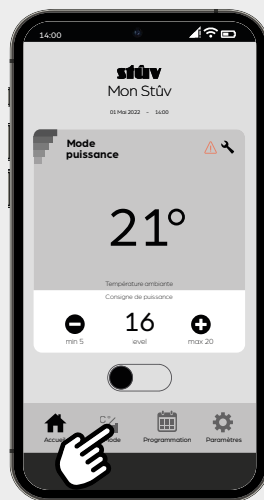 14:00
stûv
Mon Stûv
01 Mai 2022 - 14:00
Mode
puissance
21°
Température ambiante
Consigne de puissance
16
min 5
evel
max 20
Programmation
Paramètres